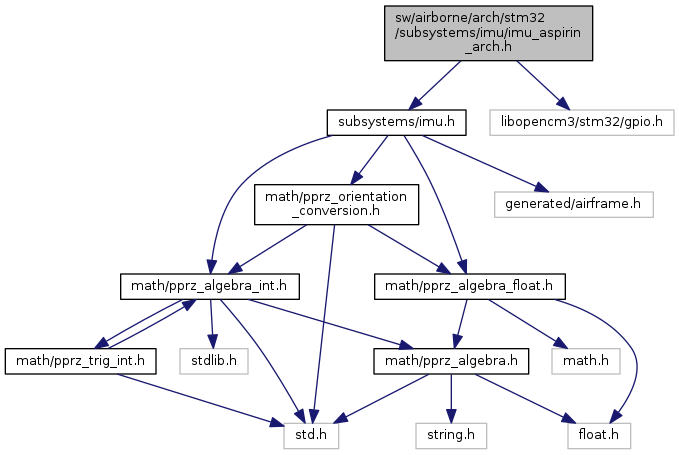 sw/airborne/arch/stm32
/subsystems/imu/imu_aspirin
_arch.h
subsystems/imu.h
libopencm3/stm32/gpio.h
math/pprz_orientation
_conversion.h
generated/airframe.h
math/pprz_algebra_int.h
math/pprz_algebra_float.h
math/pprz_trig_int.h
stdlib.h
math/pprz_algebra.h
math.h
std.h
string.h
float.h